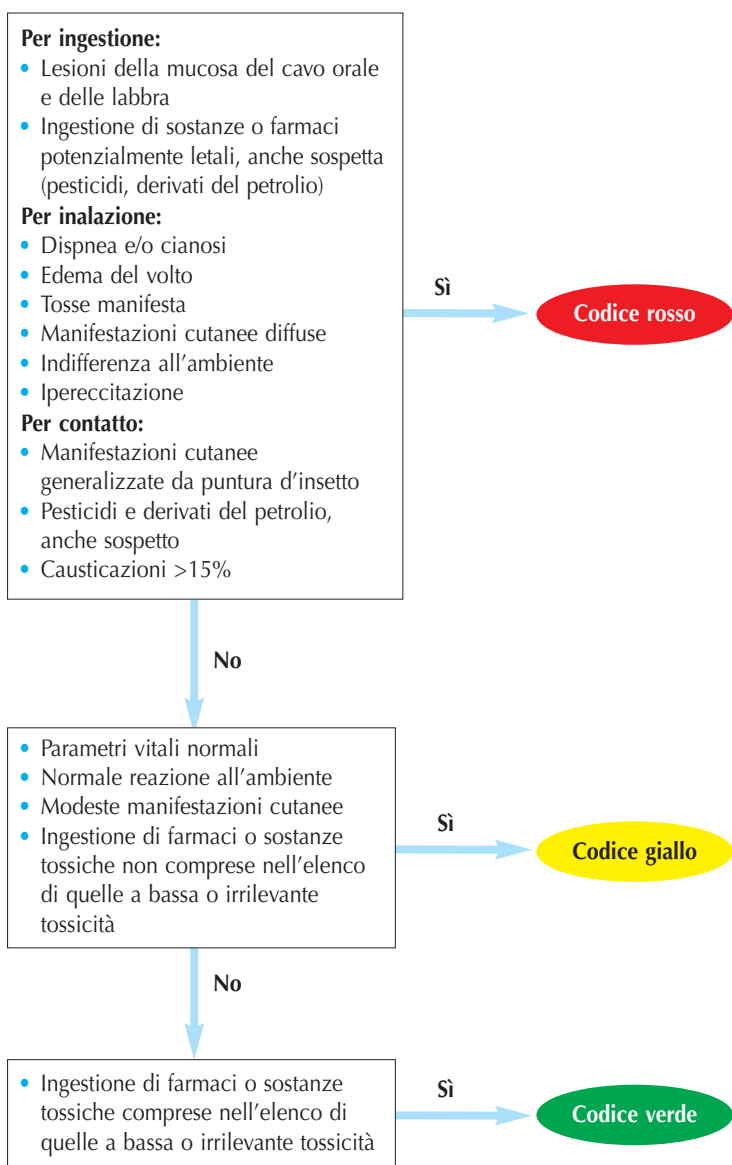 Per ingestione:
• Lesioni della mucosa del cavo orale
e delle labbra
• Ingestione di sostanze o farmaci
potenzialmente letali, anche sospetta
(pesticidi, derivati del petrolio)
Per inalazione:
• Dispnea e/o cianosi
• Edema del volto
• Tosse manifesta
• Manifestazioni cutanee diffuse
• Indifferenza all'ambiente
• Ipereccitazione
Per contatto:
• Manifestazioni cutanee
generalizzate da puntura d'insetto
• Pesticidi e derivati del petrolio,
anche sospetto
• Causticazioni >15%
Sì
Codice rosso
No
• Parametri vitali normali
• Normale reazione all'ambiente
• Modeste manifestazioni cutanee
• Ingestione di farmaci o sostanze
tossiche non comprese nell'elenco
di quelle a bassa o irrilevante
tossicità
Sì
Codice giallo
No
• Ingestione di farmaci o sostanze
tossiche comprese nell'elenco di
quelle a bassa o irrilevante tossicità
Sì
Codice verde